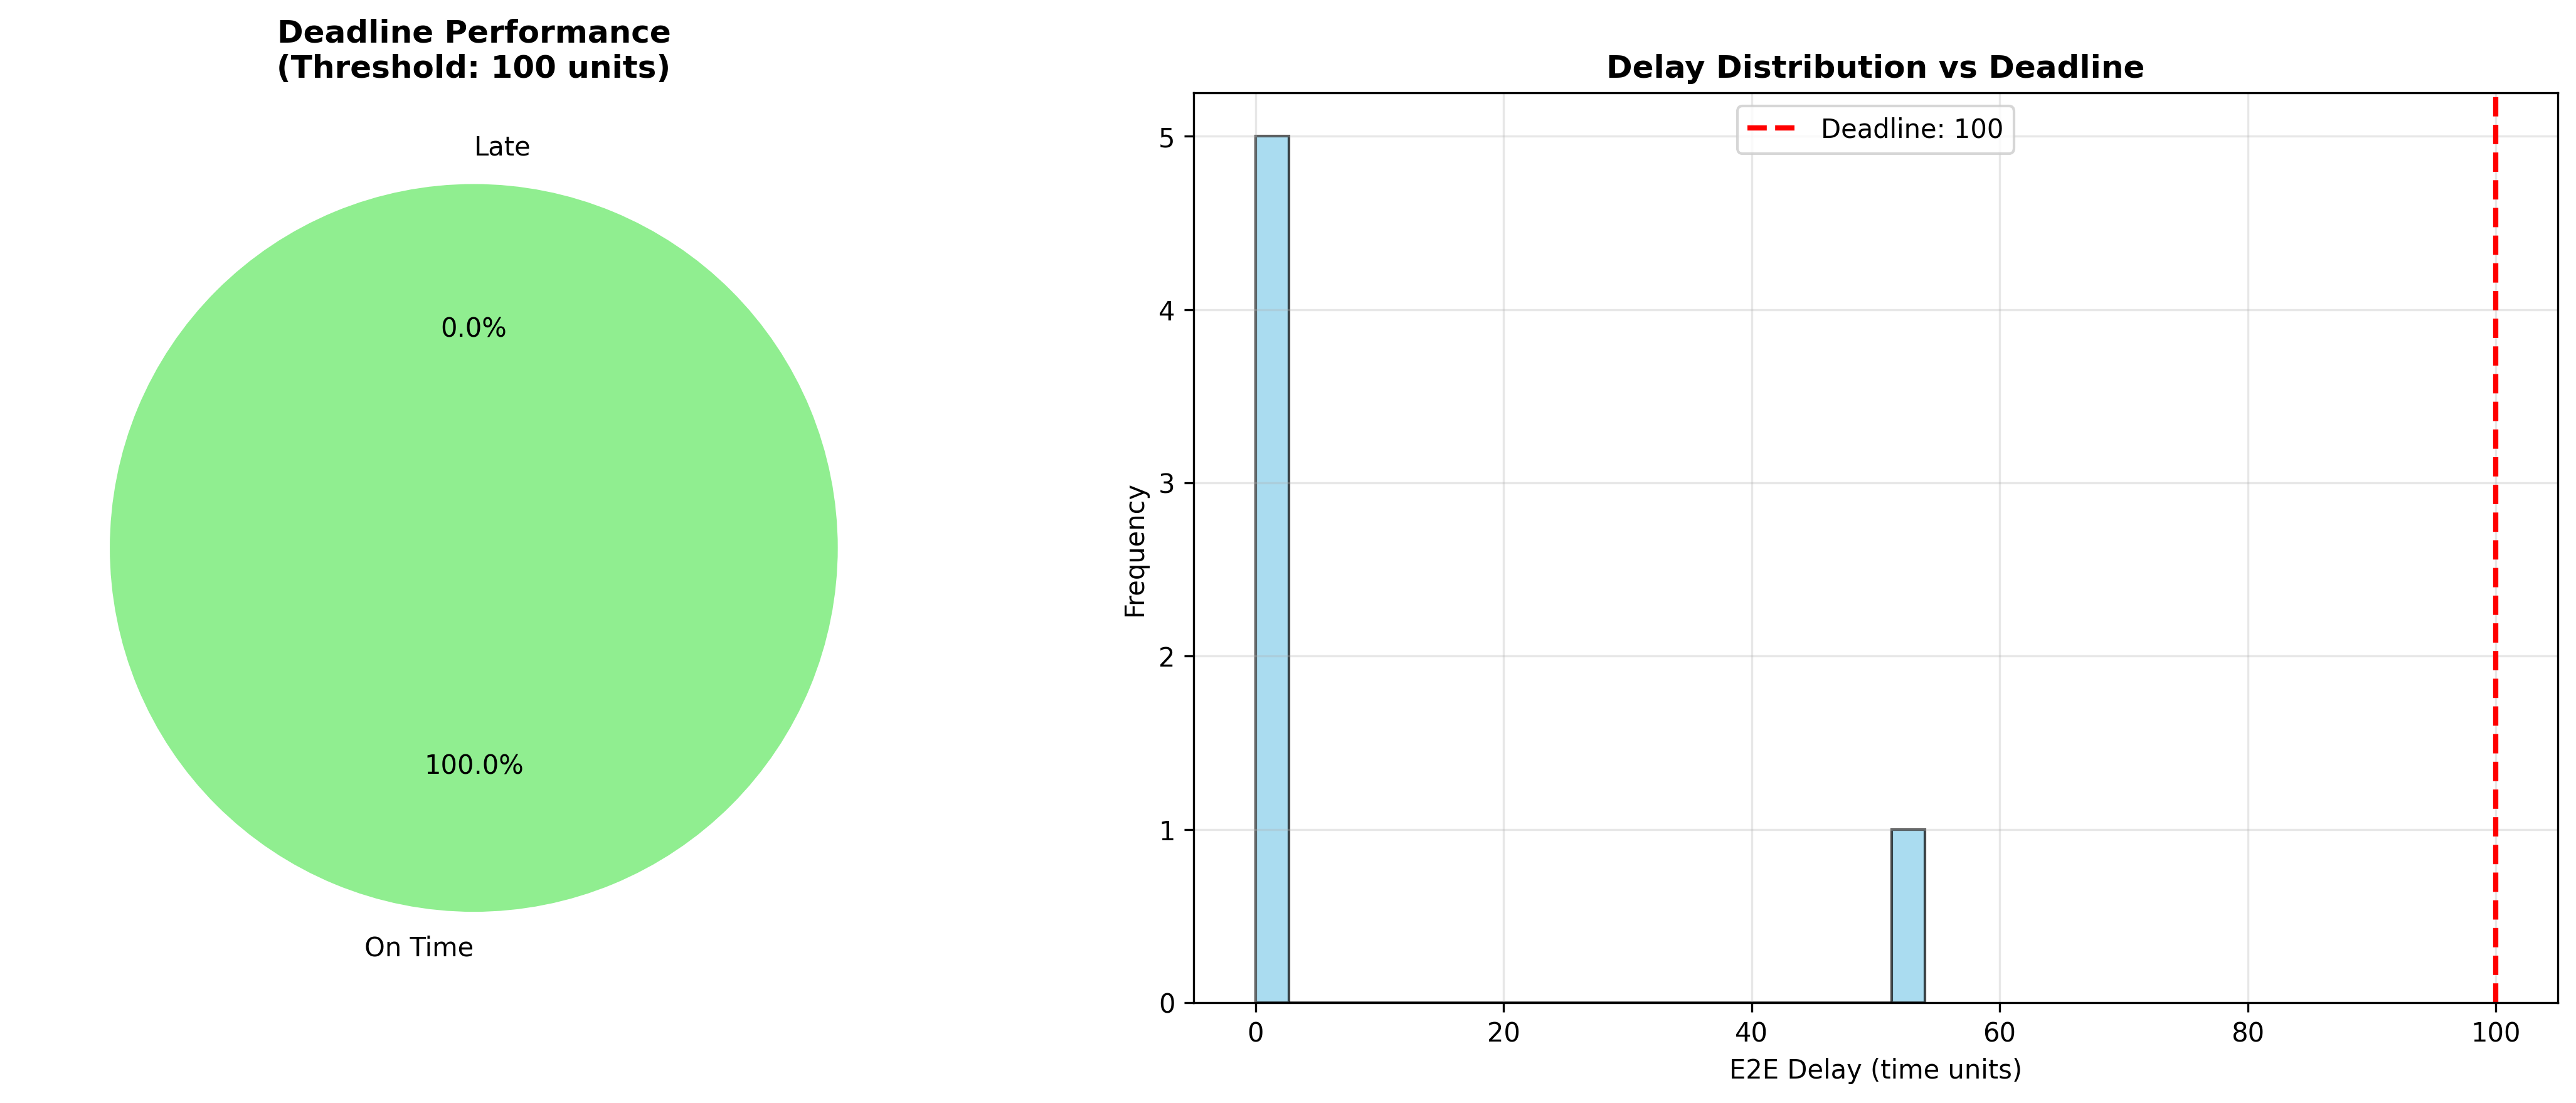 Deadline Performance
(Threshold: 100 units)
Late
0.0%
100.0%
On Time
Delay Distribution vs Deadline
Deadline: 100
Frequency
5
4
3
2
1
0
0 20 40 60 80 100
E2E Delay (time units)